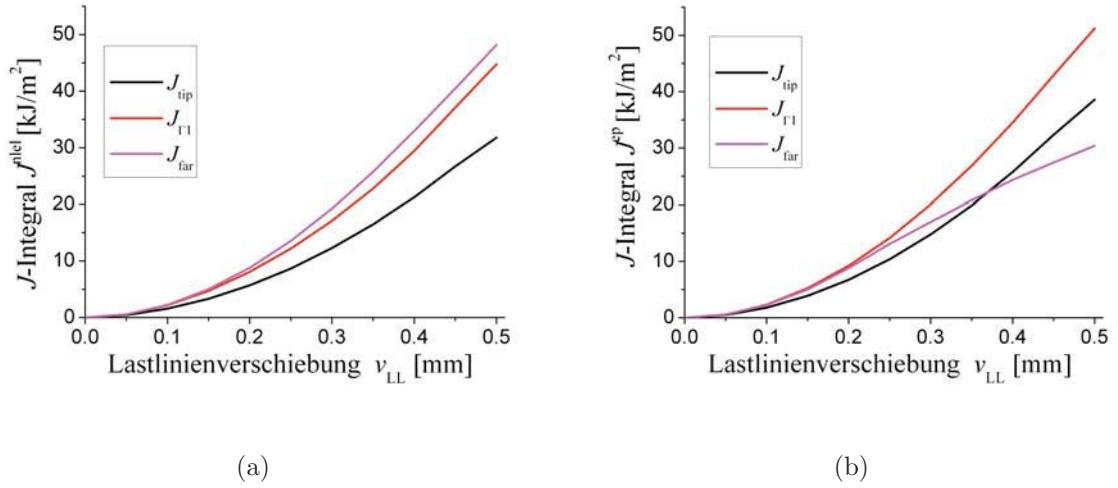 J-Integral J^nlel [kJ/m²]
50
40
30
20
10
0
J_tip
J_Γ1
J_far
0.0 0.1 0.2 0.3 0.4 0.5
Lastlinienverschiebung v_LL [mm]
(a)
J-Integral J^ep [kJ/m²]
50
40
30
20
10
0
J_tip
J_Γ1
J_far
0.0 0.1 0.2 0.3 0.4 0.5
Lastlinienverschiebung v_LL [mm]
(b)